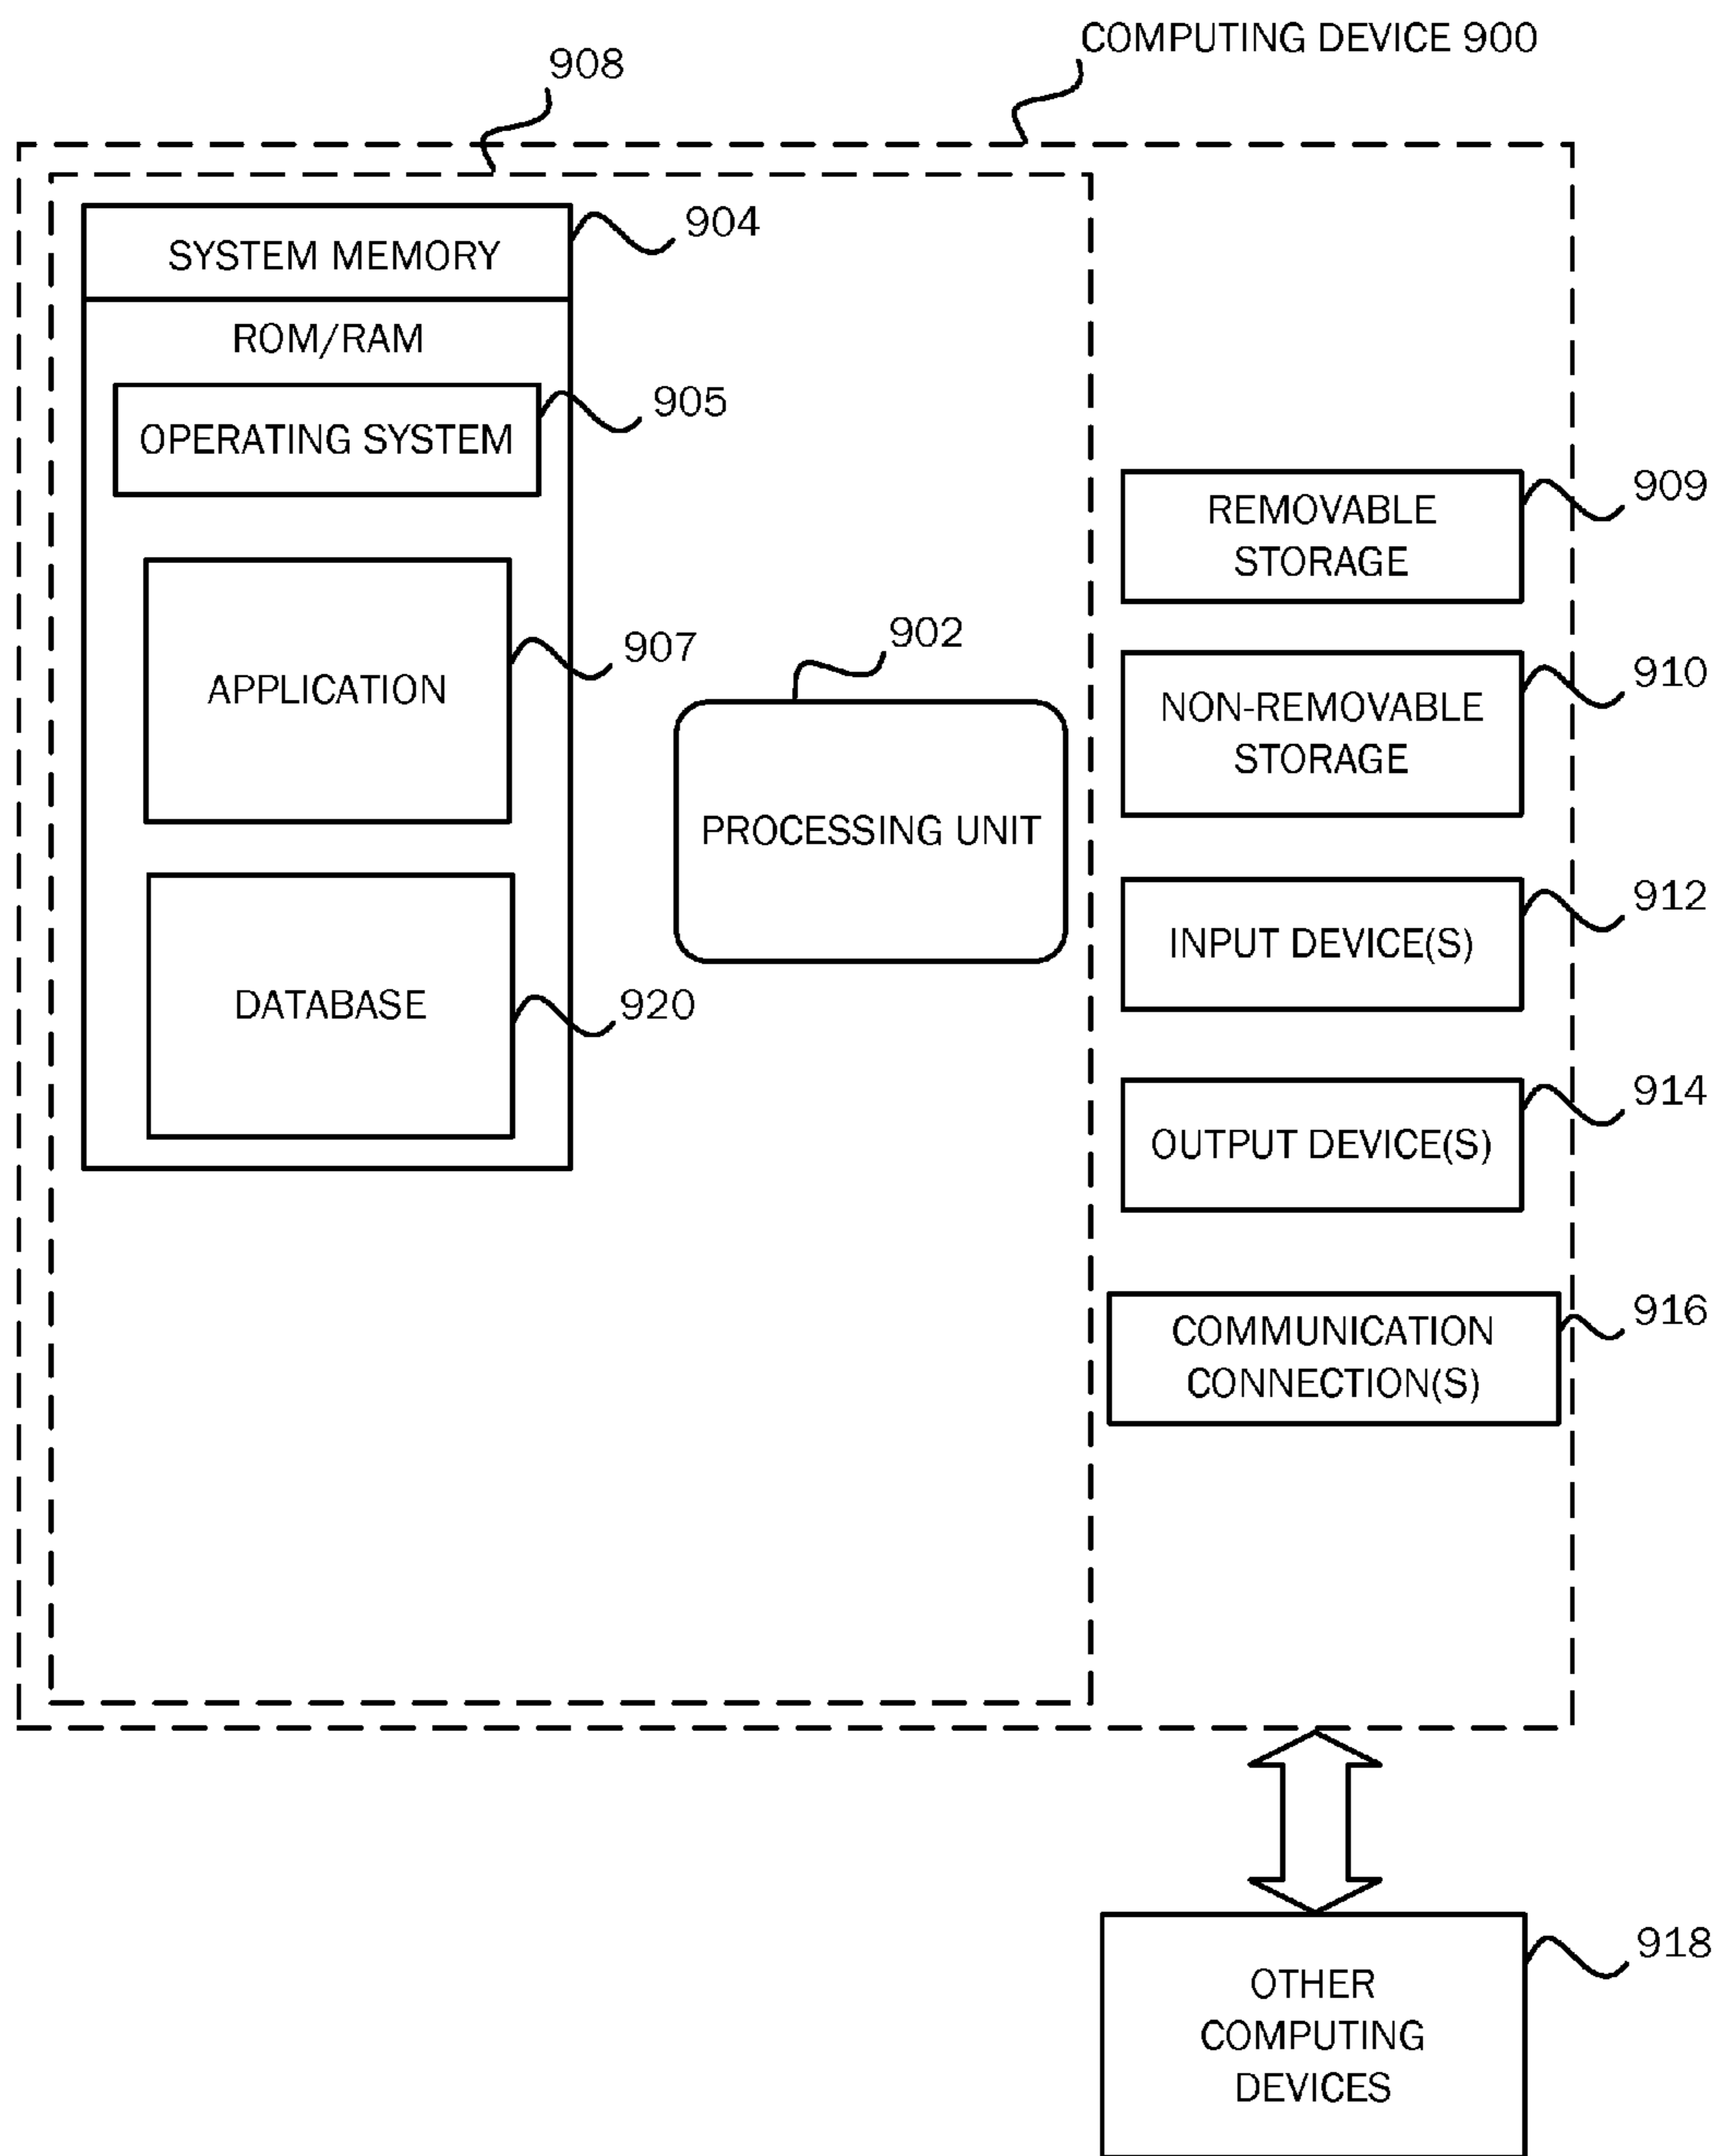 COMPUTING DEVICE 900
908
904
SYSTEM MEMORY
ROM/RAM
905
OPERATING SYSTEM
909
REMOVABLE
STORAGE
907
APPLICATION
902
PROCESSING UNIT
910
NON-REMOVABLE
STORAGE
912
INPUT DEVICE(S)
920
DATABASE
914
OUTPUT DEVICE(S)
916
COMMUNICATION
CONNECTION(S)
918
OTHER
COMPUTING
DEVICES